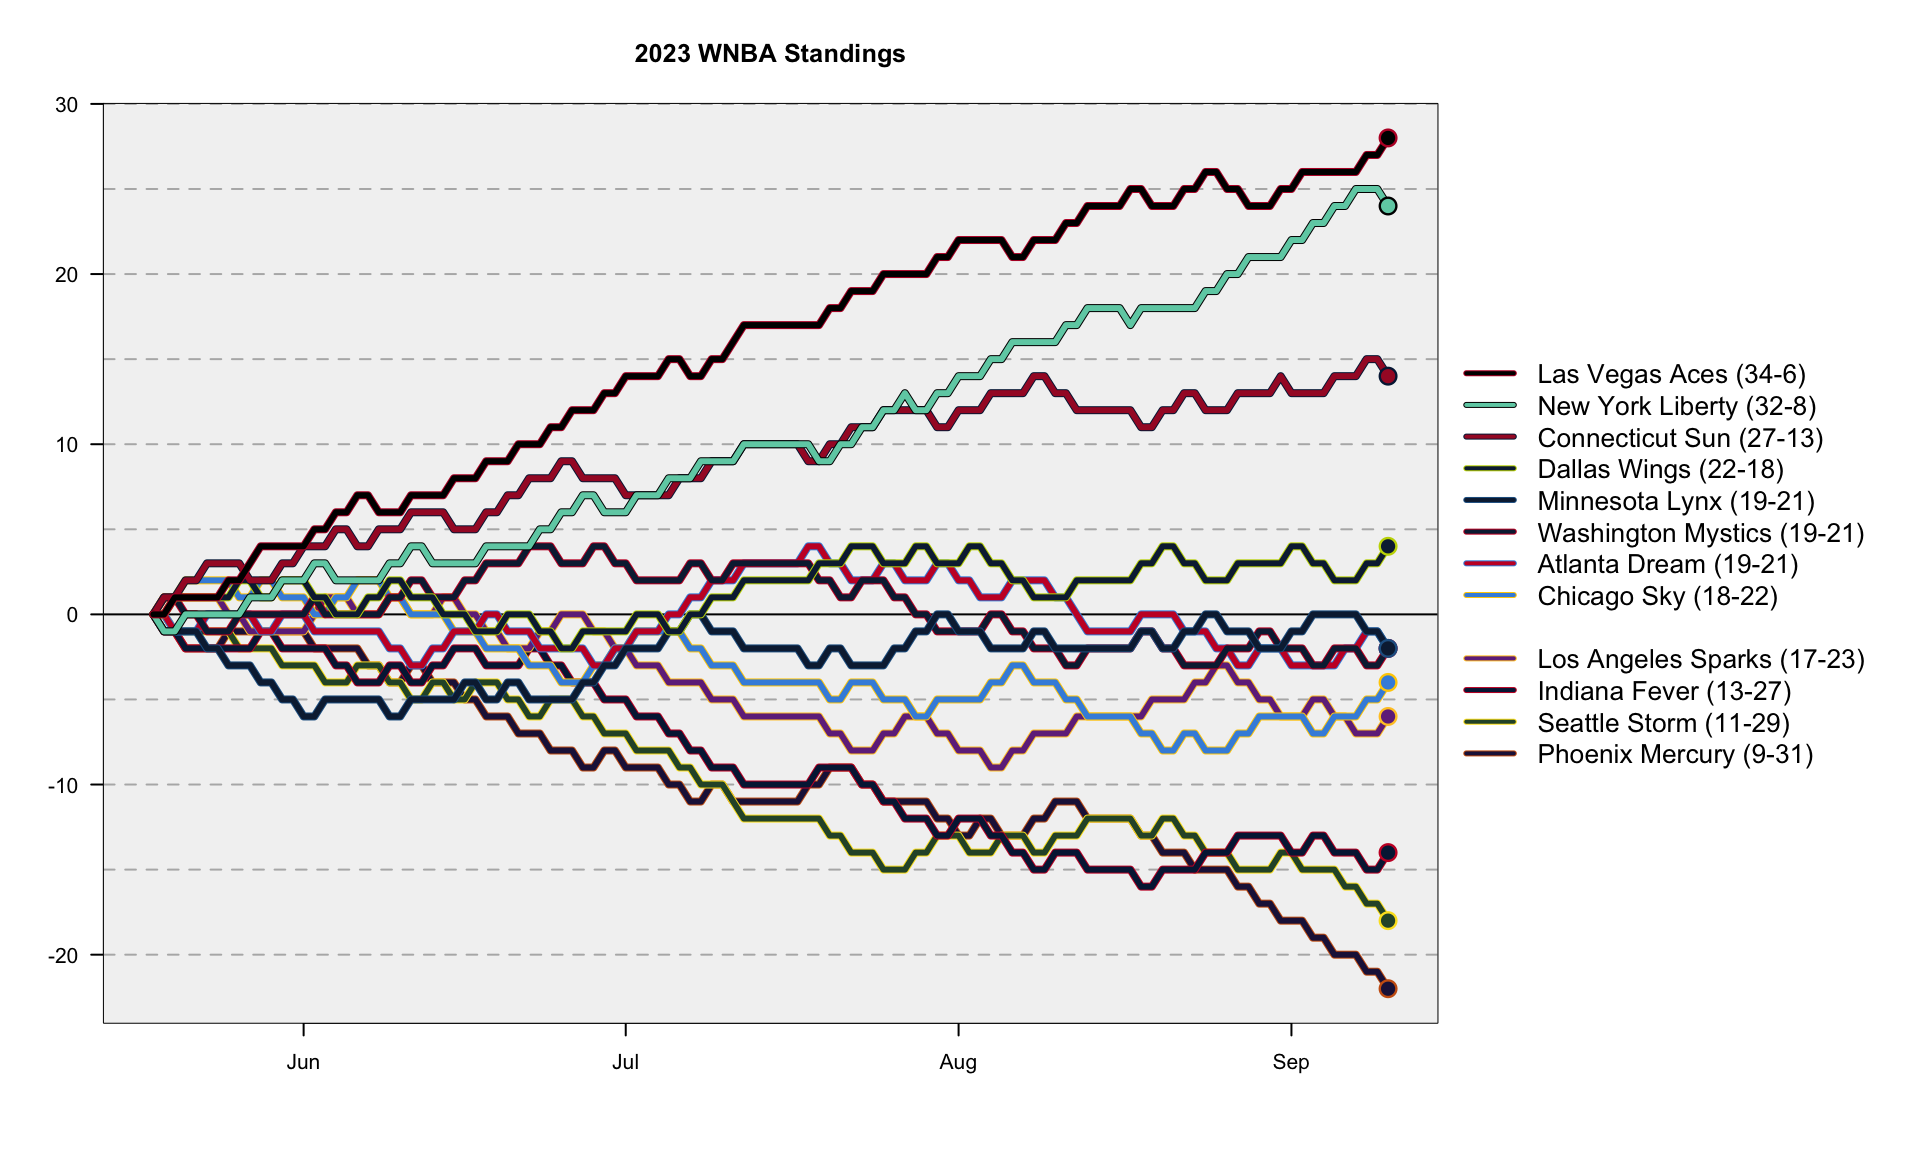 2023 WNBA Standings
30
20
10
0
-10
-20
Jun
Jul
Aug
Sep
Las Vegas Aces (34-6)
New York Liberty (32-8)
Connecticut Sun (27-13)
Dallas Wings (22-18)
Minnesota Lynx (19-21)
Washington Mystics (19-21)
Atlanta Dream (19-21)
Chicago Sky (18-22)
Los Angeles Sparks (17-23)
Indiana Fever (13-27)
Seattle Storm (11-29)
Phoenix Mercury (9-31)